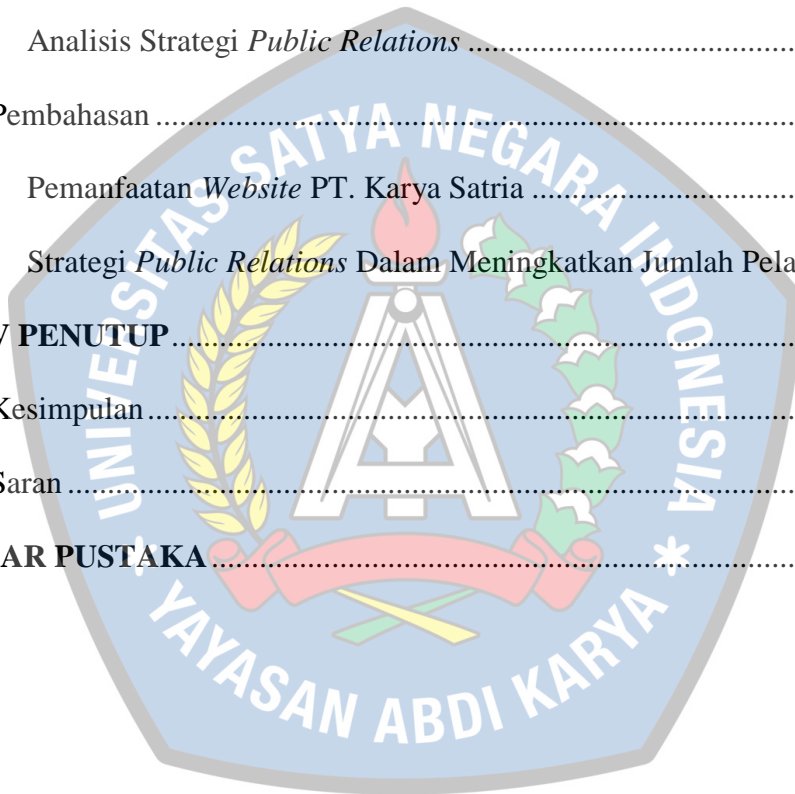 Analisis Strategi Public Relations ..........................................
Pembahasan ..................................................................................
Pemanfaatan Website PT. Karya Satria ..................................
Strategi Public Relations Dalam Meningkatkan Jumlah Pela
V PENUTUP................................................................................
Kesimpulan...................................................................................
Saran .............................................................................................
AR PUSTAKA...........................................................................
UNIVERSITAS SATYA NEGARA INDONESIA
YAYASAN ABDI KARYA